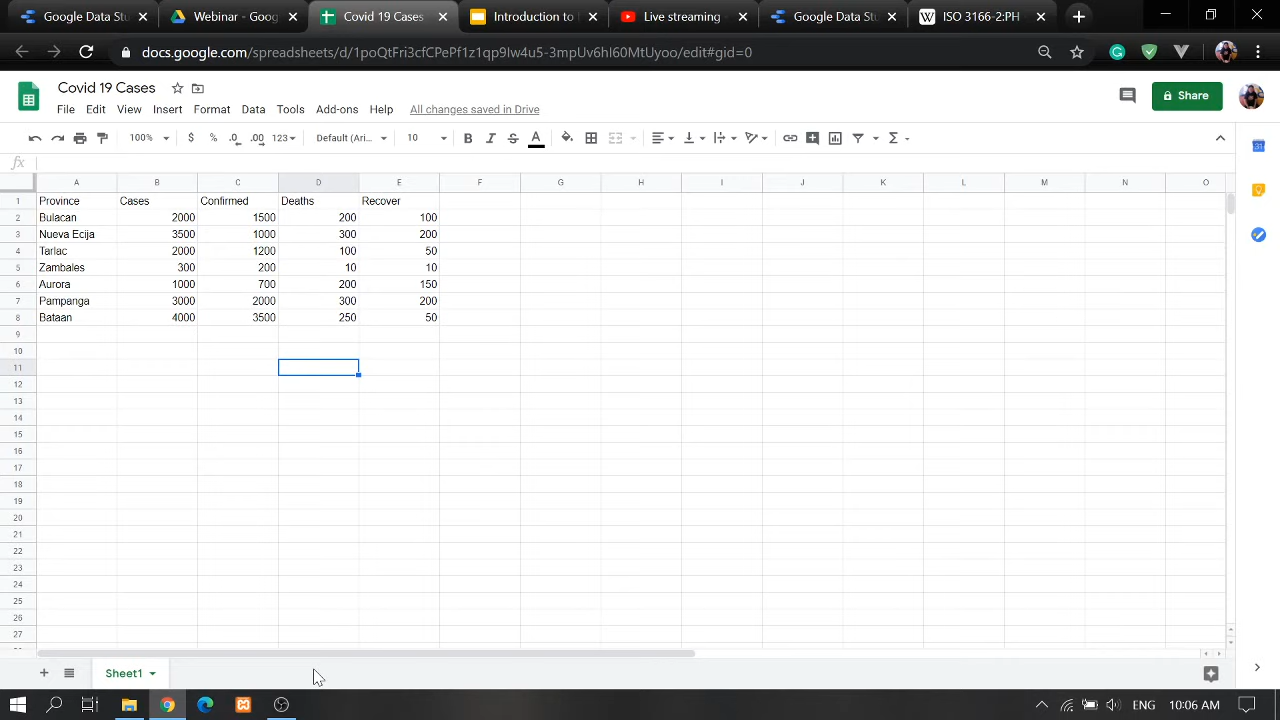 Google Data Stu
Webinar - Goog
Covid 19 Cases
Introduction to
Live streaming
Google Data Stu
ISO 3166-2:PH
docs.google.com/spreadsheets/d/1poQtFri3cfCPePf1z1qp9Iw4u5-3mpUv6hI60MtUyoo/edit#gid=0
Covid 19 Cases
File Edit View Insert Format Data Tools Add-ons Help All changes saved in Drive
Share
100% $ % .0 .00 123 Default (Ari... 10 B I S A
fx
A B C D E F G H I J K L M N O
1 Province Cases Confirmed Deaths Recover
2 Bulacan 2000 1500 200 100
3 Nueva Ecija 3500 1000 300 200
4 Tarlac 2000 1200 100 50
5 Zambales 300 200 10 10
6 Aurora 1000 700 200 150
7 Pampanga 3000 2000 300 200
8 Bataan 4000 3500 250 50
9
10
11
12
13
14
15
16
17
18
19
20
21
22
23
24
25
26
27
Sheet1
ENG 10:06 AM